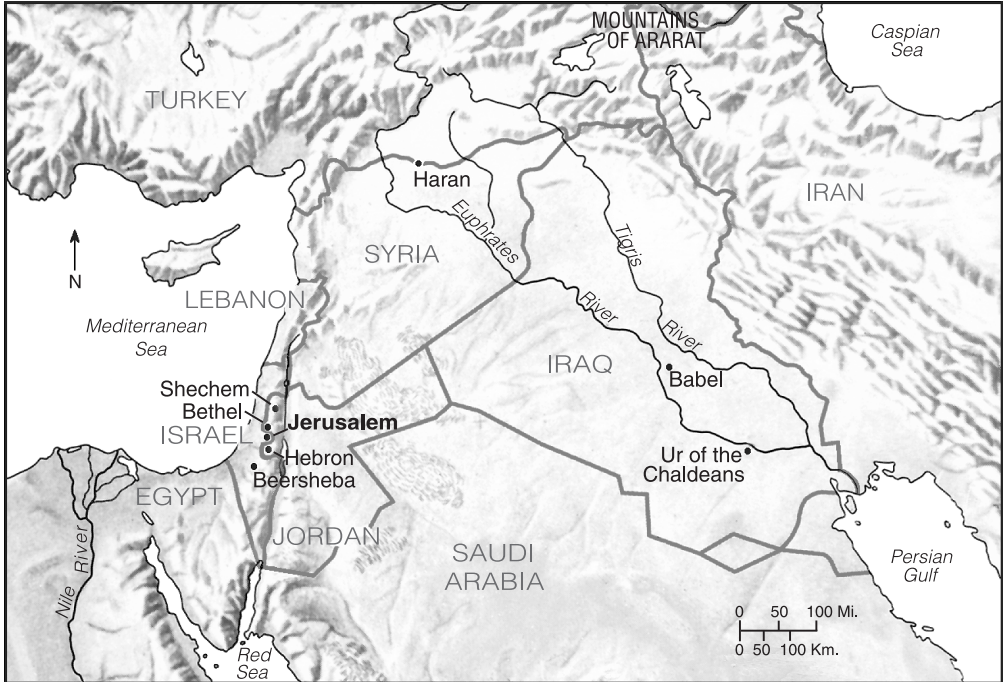 MOUNTAINS
OF ARARAT
Caspian
Sea
TURKEY
Haran
IRAN
Euphrates
Tigris
SYRIA
N
LEBANON
River
Mediterranean
Sea
River
IRAQ
Babel
Shechem
Bethel
Jerusalem
ISRAEL
Hebron
Ur of the
Chaldeans
Beersheba
EGYPT
JORDAN
SAUDI
ARABIA
Persian
Gulf
Nile River
0 50 100 Mi.
0 50 100 Km.
Red
Sea